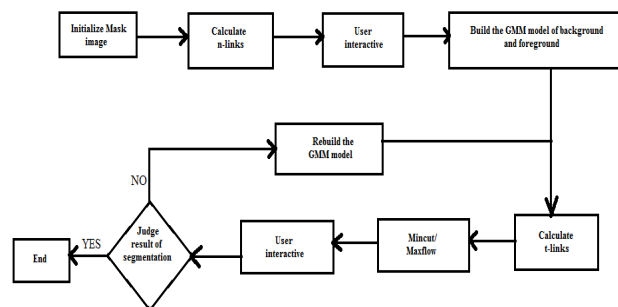 Initialize Mask
image
Calculate
n-links
User
interactive
Build the GMM model of background
and foreground
Rebuild the
GMM model
NO
Judge
result of
segmentation
YES
End
User
interactive
Mincut/
Maxflow
Calculate
t-links